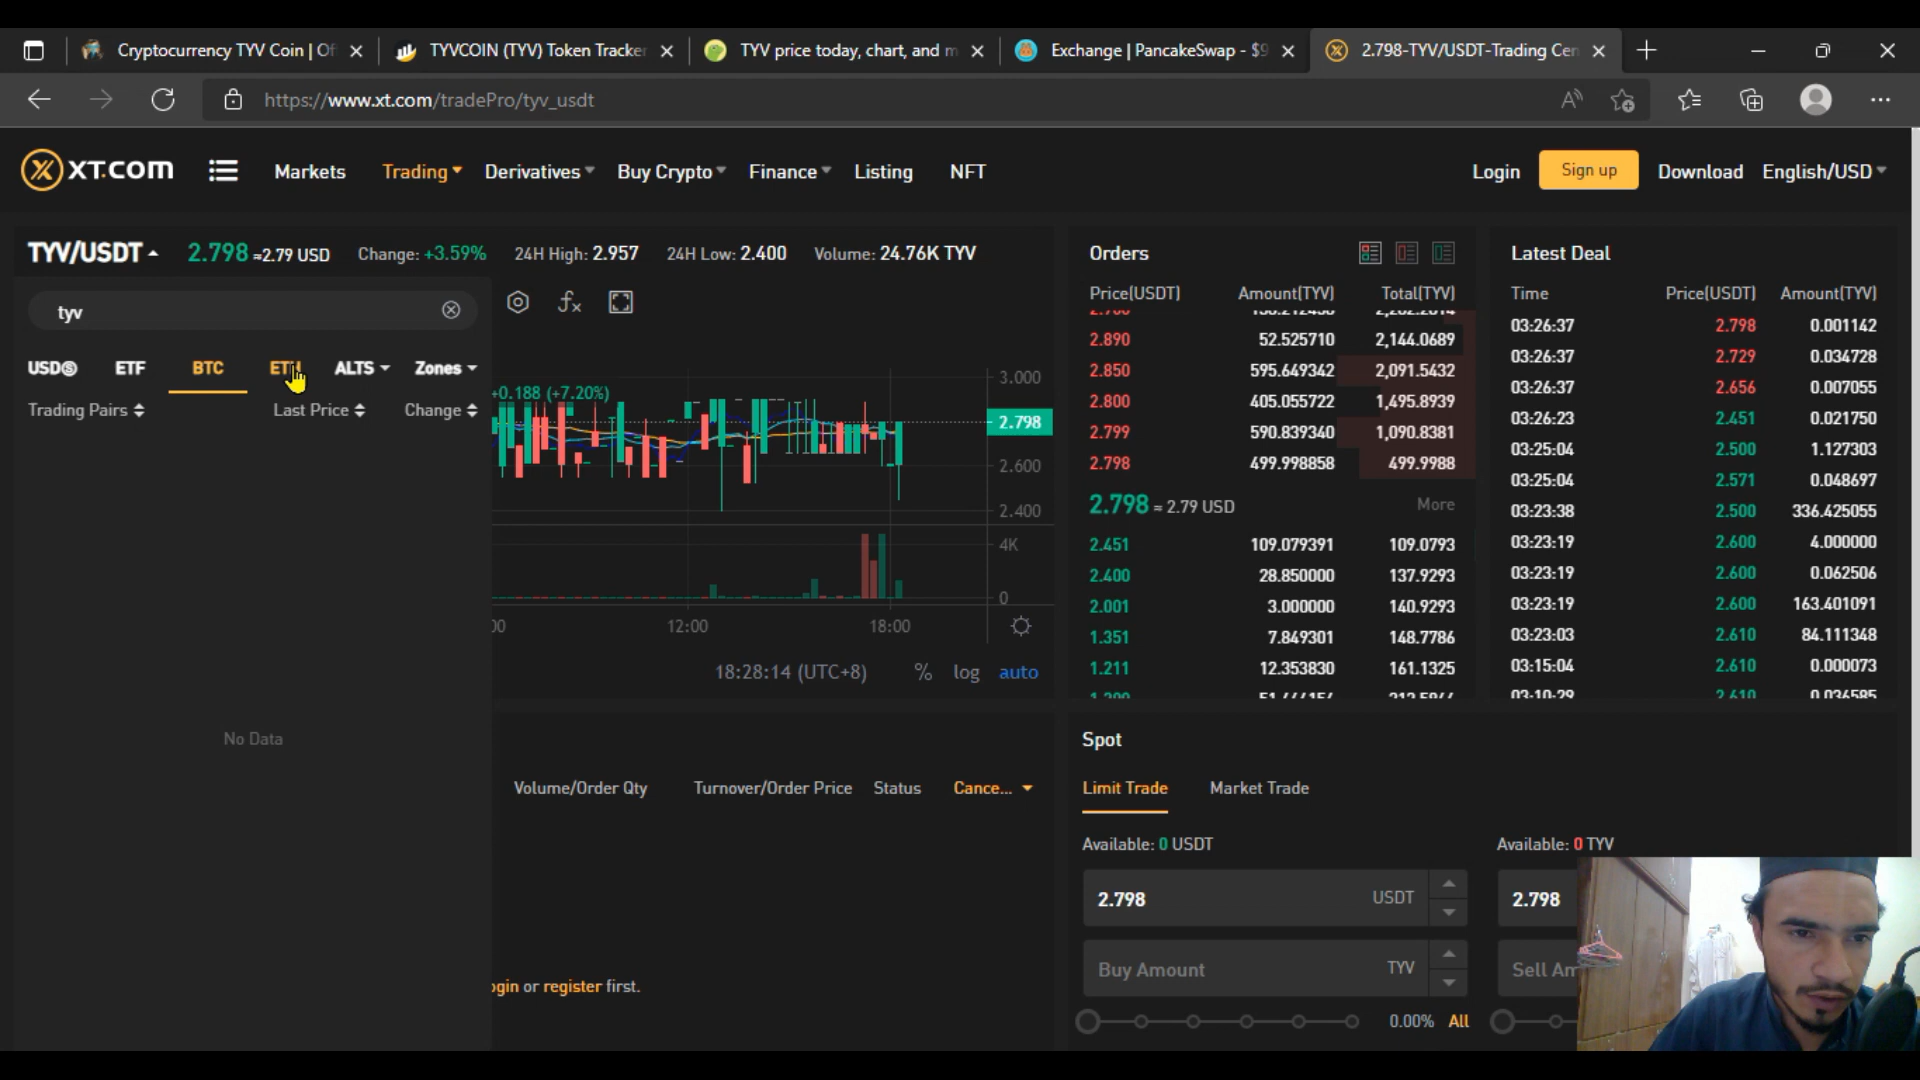 Cryptocurrency TYV Coin | Of
TYVCOIN (TYV) Token Tracker
TYV price today, chart, and m
Exchange | PancakeSwap - $9
2.798-TYV/USDT-Trading Cen
https://www.xt.com/tradePro/tyv_usdt
XT.COM
Markets
Trading
Derivatives
Buy Crypto
Finance
Listing
NFT
Login
Sign up
Download
English/USD
TYV/USDT
2.798 ≈2.79 USD
Change: +3.59%
24H High: 2.957
24H Low: 2.400
Volume: 24.76K TYV
tyv
USDⓈ ETF BTC ETH ALTS Zones
Trading Pairs Last Price Change
No Data
+0.188 (+7.20%)
3.000
2.798
2.600
2.400
4K
0
00 12:00 18:00
18:28:14 (UTC+8) % log auto
Orders
Price(USDT) Amount(TYV) Total(TYV)
2.890 52.525710 2,144.0689
2.850 595.649342 2,091.5432
2.800 405.055722 1,495.8939
2.799 590.839340 1,090.8381
2.798 499.998858 499.9988
2.798 ≈ 2.79 USD More
2.451 109.079391 109.0793
2.400 28.850000 137.9293
2.001 3.000000 140.9293
1.351 7.849301 148.7786
1.211 12.353830 161.1325
Latest Deal
Time Price(USDT) Amount(TYV)
03:26:37 2.798 0.001142
03:26:37 2.729 0.034728
03:26:37 2.656 0.007055
03:26:23 2.451 0.021750
03:25:04 2.500 1.127303
03:25:04 2.571 0.048697
03:23:38 2.500 336.425055
03:23:19 2.600 4.000000
03:23:19 2.600 0.062506
03:23:19 2.600 163.401091
03:23:03 2.610 84.111348
03:15:04 2.610 0.000073
03:10:29 2.610 0.036585
Volume/Order Qty Turnover/Order Price Status Cance...
ogin or register first.
Spot
Limit Trade Market Trade
Available: 0 USDT
2.798 USDT
Buy Amount TYV
0.00% All
Available: 0 TYV
2.798
Sell Am